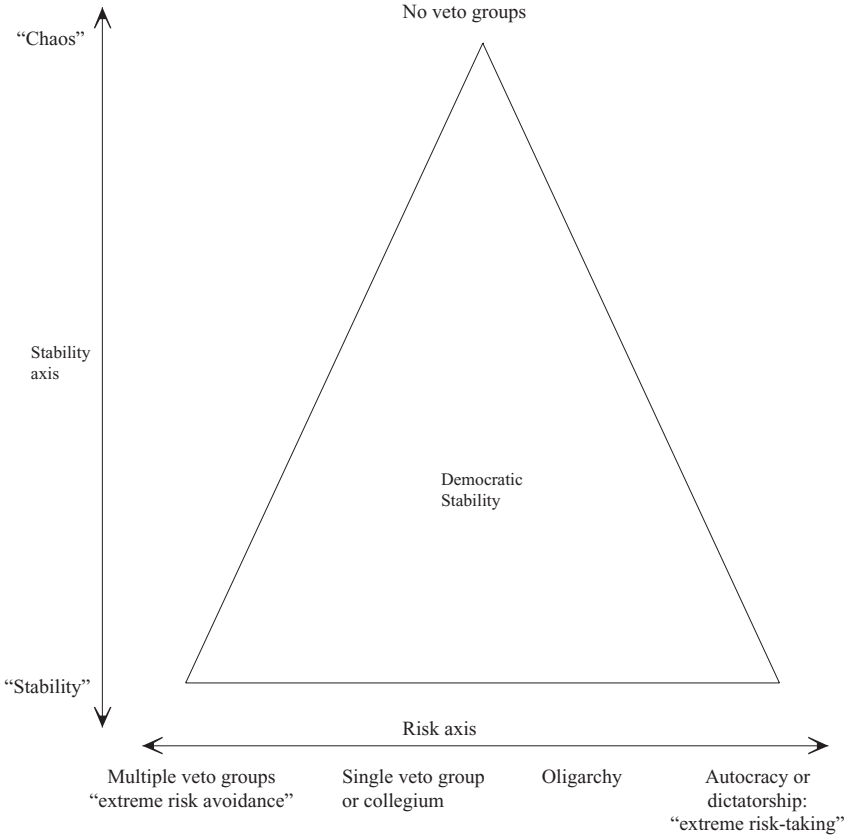 No veto groups
“Chaos”
Stability
axis
Democratic
Stability
“Stability”
Risk axis
Multiple veto groups
“extreme risk avoidance”
Single veto group
or collegium
Oligarchy
Autocracy or
dictatorship:
“extreme risk-taking”